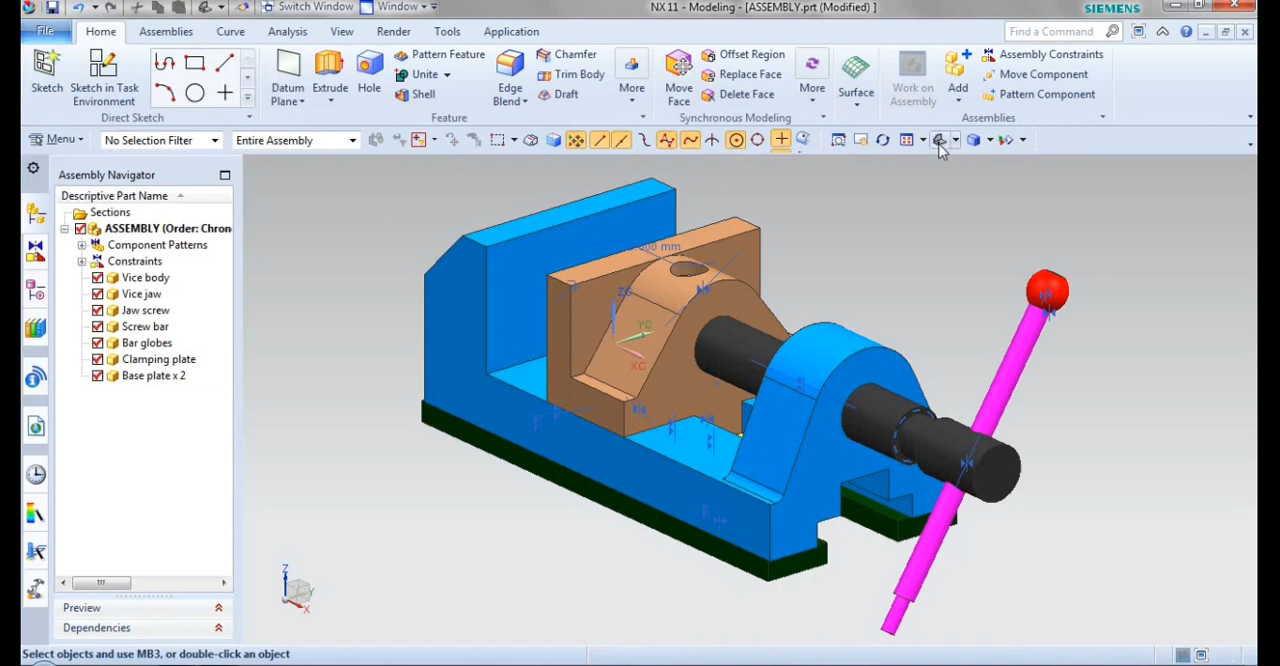 Switch Window Window NX 11 - Modeling - [ASSEMBLY.prt (Modified) ] SIEMENS
File Home Assemblies Curve Analysis View Render Tools Application Find a Command
Sketch
Sketch in Task
Environment
Direct Sketch
Datum
Plane
Extrude
Hole
Pattern Feature
Unite
Shell
Edge
Blend
Chamfer
Trim Body
Draft
More
Feature
Move
Face
Offset Region
Replace Face
Delete Face
More
Synchronous Modeling
Surface
Work on
Assembly
Add
Assembly Constraints
Move Component
Pattern Component
Assemblies
Menu No Selection Filter Entire Assembly
Assembly Navigator
Descriptive Part Name
Sections
ASSEMBLY (Order: Chron
Component Patterns
Constraints
Vice body
Vice jaw
Jaw screw
Screw bar
Bar globes
Clamping plate
Base plate x 2
Preview
Dependencies
mm
YC
XC
Z
Y
X
Select objects and use MB3, or double-click an object